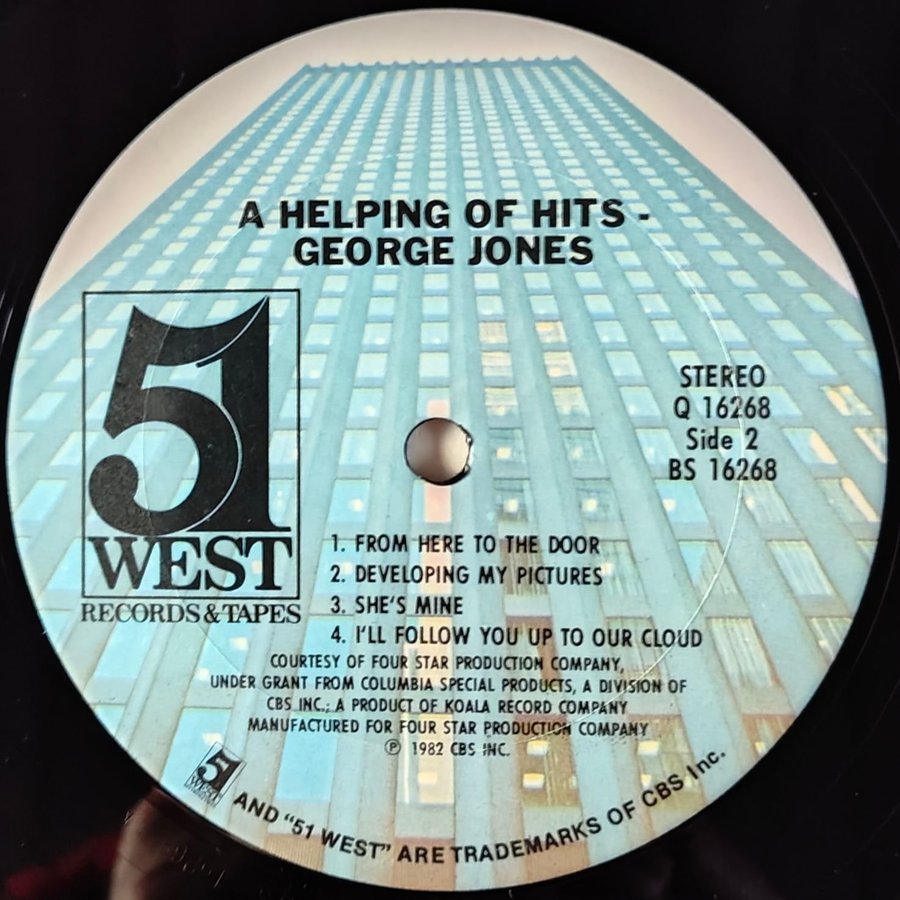 A HELPING OF HITS -
GEORGE JONES
51
WEST
RECORDS & TAPES
STEREO
Q 16268
Side 2
BS 16268
1. FROM HERE TO THE DOOR
2. DEVELOPING MY PICTURES
3. SHE'S MINE
4. I'LL FOLLOW YOU UP TO OUR CLOUD
COURTESY OF FOUR STAR PRODUCTION COMPANY,
UNDER GRANT FROM COLUMBIA SPECIAL PRODUCTS, A DIVISION OF
CBS INC.; A PRODUCT OF KOALA RECORD COMPANY
MANUFACTURED FOR FOUR STAR PRODUCTION COMPANY
Ⓟ 1982 CBS INC.
51
WEST
AND "51 WEST" ARE TRADEMARKS OF CBS Inc.